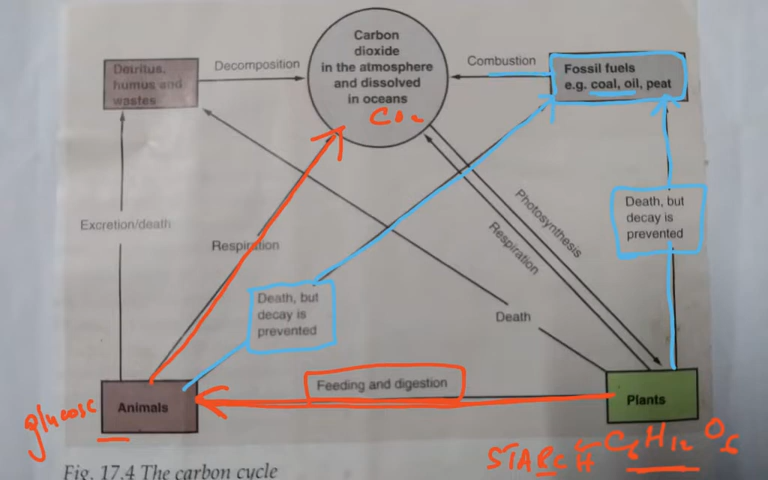 Carbon
dioxide
in the atmosphere
and dissolved
in oceans
CO2
Decomposition
Combustion
Detritus,
humus and
wastes
Fossil fuels
e.g. coal, oil, peat
Excretion/death
Respiration
Photosynthesis
Respiration
Death, but
decay is
prevented
Death, but
decay is
prevented
Death
Feeding and digestion
glucose
Animals
Plants
STARCH C6H12O6
Fig. 17.4 The carbon cycle